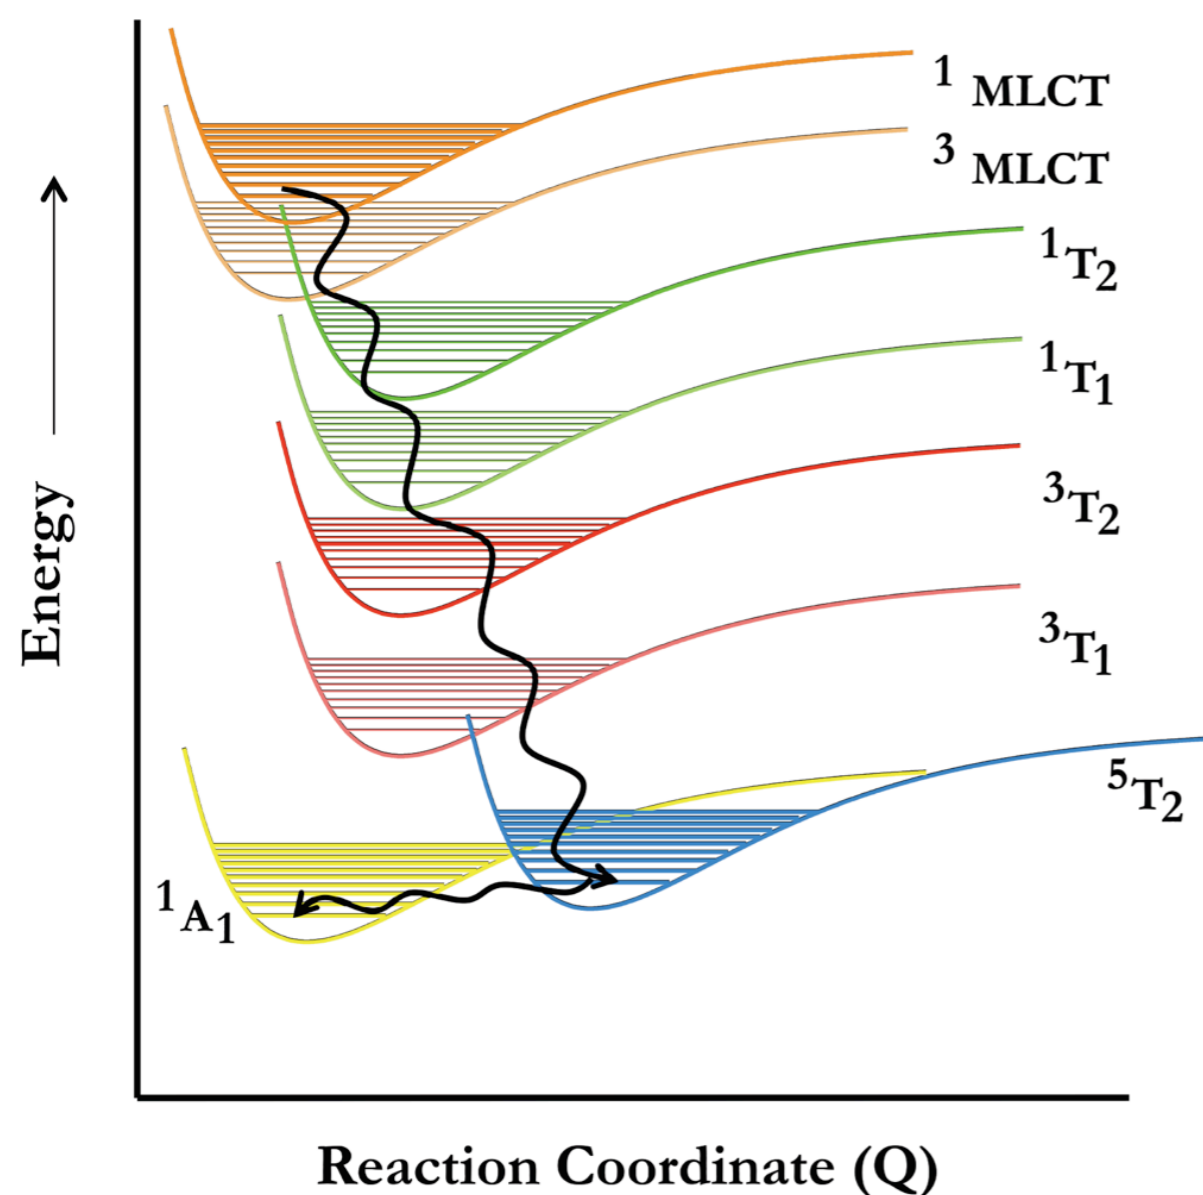 ¹ MLCT
³ MLCT
¹T₂
¹T₁
³T₂
³T₁
⁵T₂
¹A₁
Energy
Reaction Coordinate (Q)